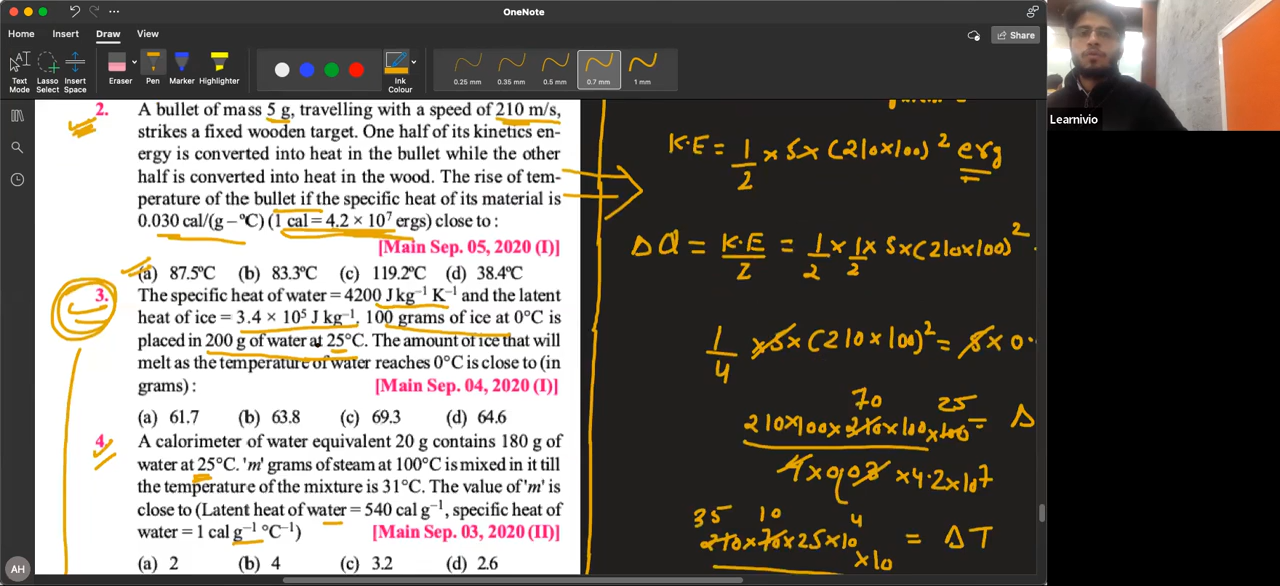 OneNote
Home Insert Draw View
Share
Text Mode
Lasso Select
Insert Space
Eraser
Pen
Marker
Highlighter
Ink Colour
0.25 mm
0.35 mm
0.5 mm
0.7 mm
1 mm
Learnivio
2. A bullet of mass 5 g, travelling with a speed of 210 m/s,
strikes a fixed wooden target. One half of its kinetics en-
ergy is converted into heat in the bullet while the other
half is converted into heat in the wood. The rise of tem-
perature of the bullet if the specific heat of its material is
0.030 cal/(g – ºC) (1 cal = 4.2 × 10⁷ ergs) close to :
[Main Sep. 05, 2020 (I)]
(a) 87.5ºC (b) 83.3ºC (c) 119.2ºC (d) 38.4ºC
3. The specific heat of water = 4200 J kg⁻¹ K⁻¹ and the latent
heat of ice = 3.4 × 10⁵ J kg⁻¹. 100 grams of ice at 0°C is
placed in 200 g of water at 25°C. The amount of ice that will
melt as the temperature of water reaches 0°C is close to (in
grams) : [Main Sep. 04, 2020 (I)]
(a) 61.7 (b) 63.8 (c) 69.3 (d) 64.6
4. A calorimeter of water equivalent 20 g contains 180 g of
water at 25°C. 'm' grams of steam at 100°C is mixed in it till
the temperature of the mixture is 31°C. The value of 'm' is
close to (Latent heat of water = 540 cal g⁻¹, specific heat of
water = 1 cal g⁻¹ °C⁻¹) [Main Sep. 03, 2020 (II)]
(a) 2 (b) 4 (c) 3.2 (d) 2.6
K·E = 1/2 × 5 × (210×100)² erg
ΔQ = K·E/2 = 1/2 × 1/2 × 5 × (210×100)² ·
1/4 × 5 × (210 × 100)² = 5 × 0·
70 25
210×100× 210×100×100 = Δ
4 × 0.03 × 4.2×10⁷
35 10 4
210×70×25×10 = ΔT
×10
AH